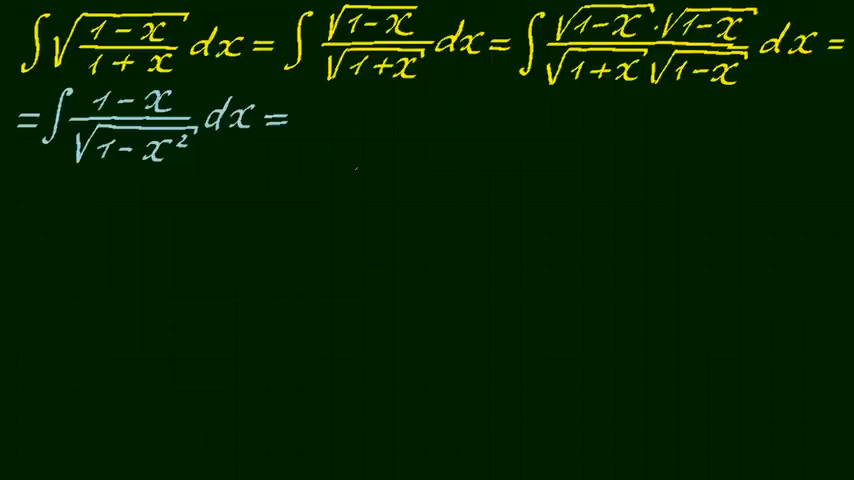 ∫√((1-x)/(1+x)) dx = ∫ √(1-x)/√(1+x) dx = ∫ (√(1-x)·√(1-x))/(√(1+x)√(1-x)) dx =
= ∫ (1-x)/√(1-x²) dx =